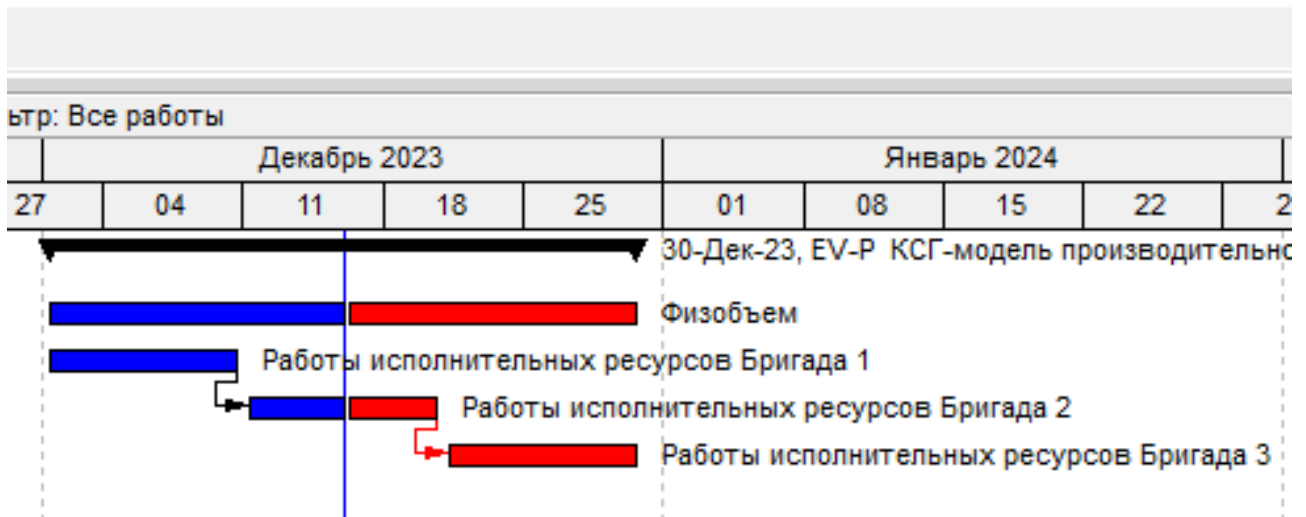 ьтр: Все работы
Декабрь 2023 Январь 2024
27 04 11 18 25 01 08 15 22 2
30-Дек-23, EV-P КСГ-модель производительно
Физобъем
Работы исполнительных ресурсов Бригада 1
Работы исполнительных ресурсов Бригада 2
Работы исполнительных ресурсов Бригада 3